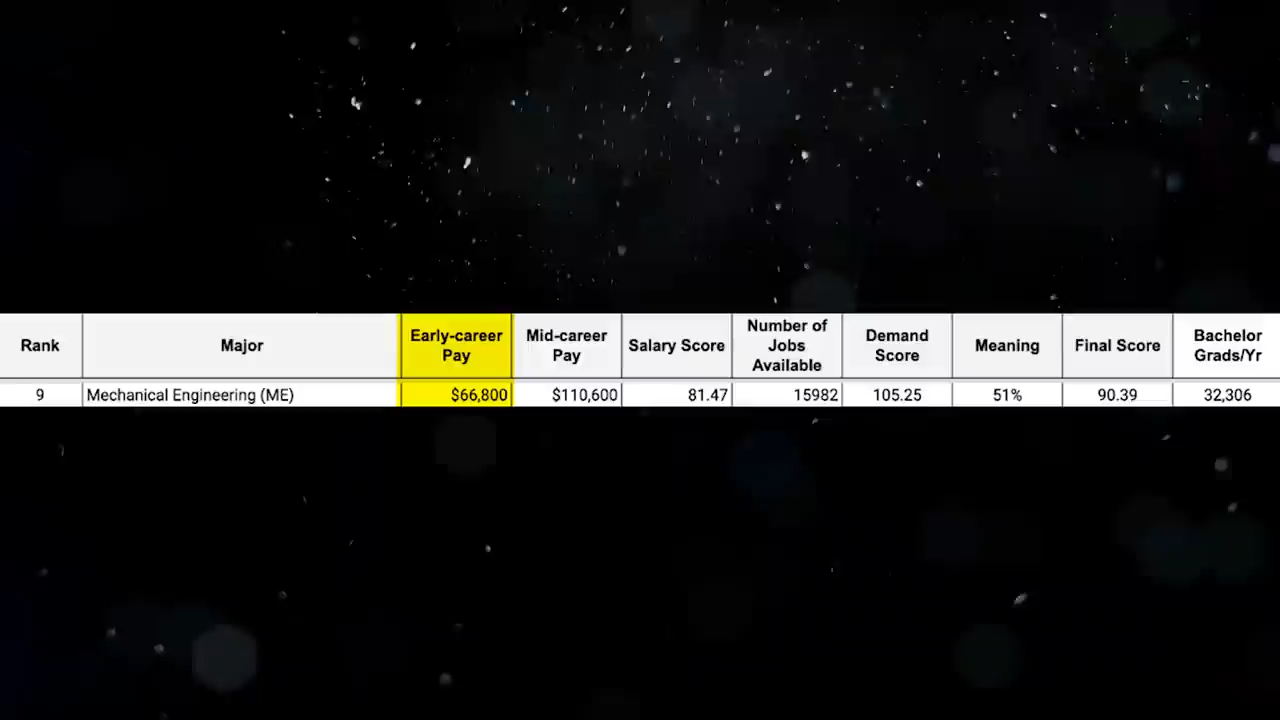 Rank Major Early-career Pay Mid-career Pay Salary Score Number of Jobs Available Demand Score Meaning Final Score Bachelor Grads/Yr
9 Mechanical Engineering (ME) $66,800 $110,600 81.47 15982 105.25 51% 90.39 32,306